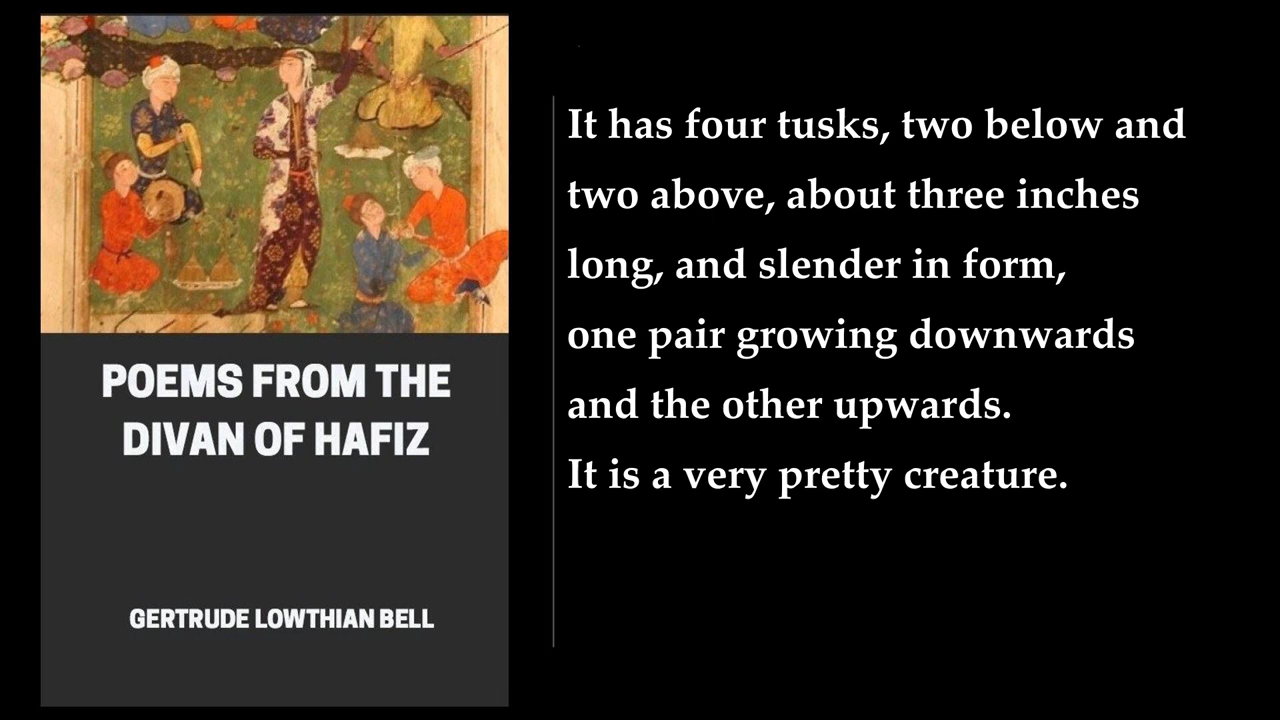 POEMS FROM THE
DIVAN OF HAFIZ
GERTRUDE LOWTHIAN BELL
It has four tusks, two below and
two above, about three inches
long, and slender in form,
one pair growing downwards
and the other upwards.
It is a very pretty creature.